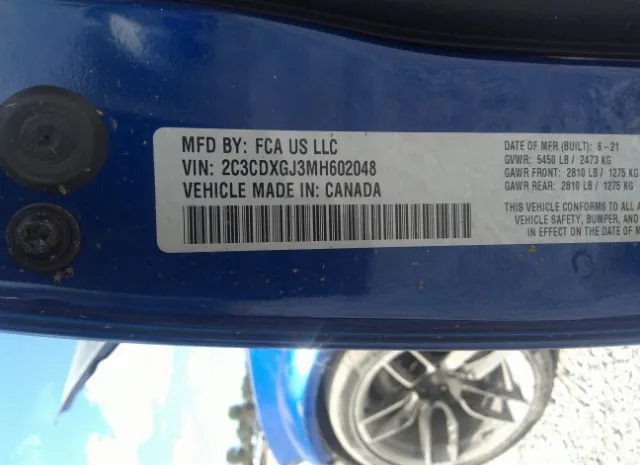 MFD BY: FCA US LLC
VIN: 2C3CDXGJ3MH602048
VEHICLE MADE IN: CANADA
DATE OF MFR (BUILT): 6-21
GVWR: 5450 LB / 2473 KG
GAWR FRONT: 2810 LB / 1275 KG
GAWR REAR: 2810 LB / 1275 KG
THIS VEHICLE CONFORMS TO ALL
VEHICLE SAFETY, BUMPER, AND
IN EFFECT ON THE DATE OF